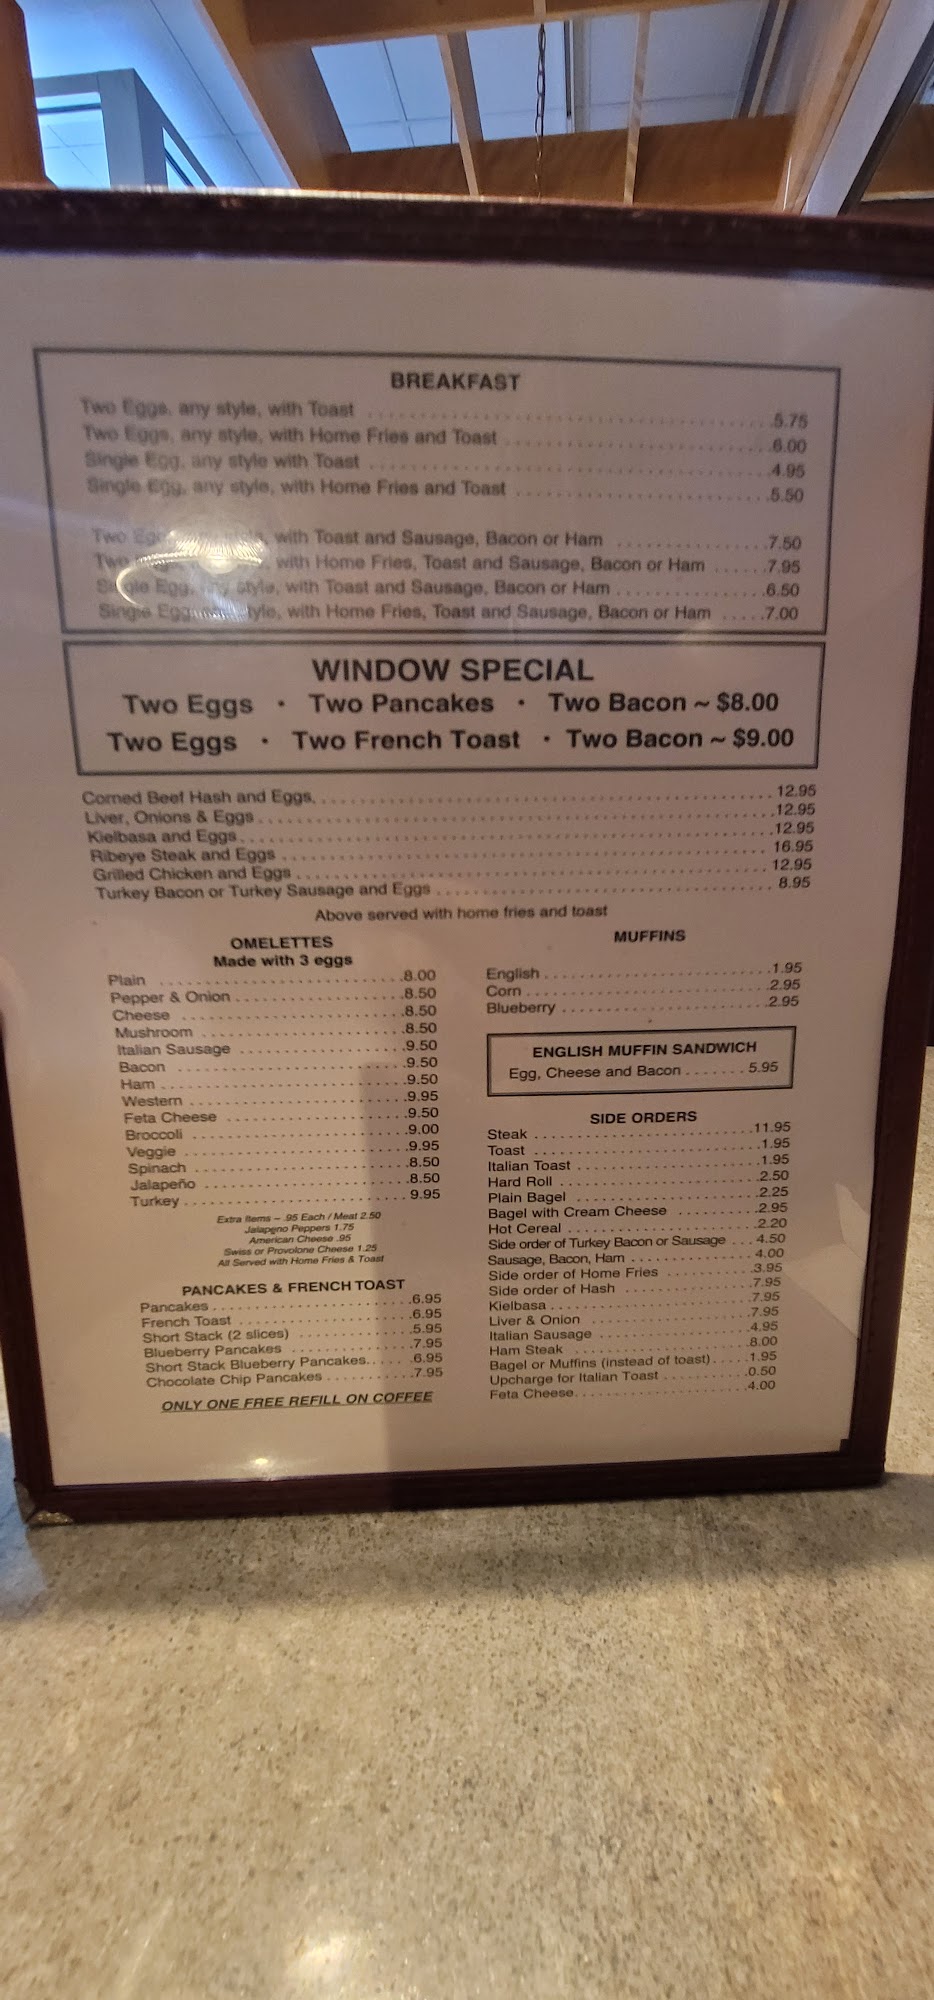 BREAKFAST
Two Eggs, any style, with Toast 5.75
Two Eggs, any style, with Home Fries and Toast 6.00
Single Egg, any style with Toast 4.95
Single Egg, any style, with Home Fries and Toast 5.50
Two Eggs, style, with Toast and Sausage, Bacon or Ham 7.50
Two with Home Fries, Toast and Sausage, Bacon or Ham 7.95
Single Egg, any style, with Toast and Sausage, Bacon or Ham 6.50
Single Egg, style, with Home Fries, Toast and Sausage, Bacon or Ham 7.00
WINDOW SPECIAL
Two Eggs • Two Pancakes • Two Bacon ~ $8.00
Two Eggs • Two French Toast • Two Bacon ~ $9.00
Corned Beef Hash and Eggs 12.95
Liver, Onions & Eggs 12.95
Kielbasa and Eggs 12.95
Ribeye Steak and Eggs 16.95
Grilled Chicken and Eggs 12.95
Turkey Bacon or Turkey Sausage and Eggs 8.95
Above served with home fries and toast
OMELETTES
Made with 3 eggs
Plain 8.00
Pepper & Onion 8.50
Cheese 8.50
Mushroom 8.50
Italian Sausage 9.50
Bacon 9.50
Ham 9.50
Western 9.95
Feta Cheese 9.50
Broccoli 9.00
Veggie 9.95
Spinach 8.50
Jalapeño 8.50
Turkey 9.95
Extra Items – .95 Each / Meat 2.50
Jalapeno Peppers 1.75
American Cheese .95
Swiss or Provolone Cheese 1.25
All Served with Home Fries & Toast
PANCAKES & FRENCH TOAST
Pancakes 6.95
French Toast 6.95
Short Stack (2 slices) 5.95
Blueberry Pancakes 7.95
Short Stack Blueberry Pancakes 6.95
Chocolate Chip Pancakes 7.95
ONLY ONE FREE REFILL ON COFFEE
MUFFINS
English 1.95
Corn 2.95
Blueberry 2.95
ENGLISH MUFFIN SANDWICH
Egg, Cheese and Bacon 5.95
SIDE ORDERS
Steak 11.95
Toast 1.95
Italian Toast 1.95
Hard Roll 2.50
Plain Bagel 2.25
Bagel with Cream Cheese 2.95
Hot Cereal 2.20
Side order of Turkey Bacon or Sausage 4.50
Sausage, Bacon, Ham 4.00
Side order of Home Fries 3.95
Side order of Hash 7.95
Kielbasa 7.95
Liver & Onion 7.95
Italian Sausage 4.95
Ham Steak 8.00
Bagel or Muffins (instead of toast) 1.95
Upcharge for Italian Toast 0.50
Feta Cheese 4.00